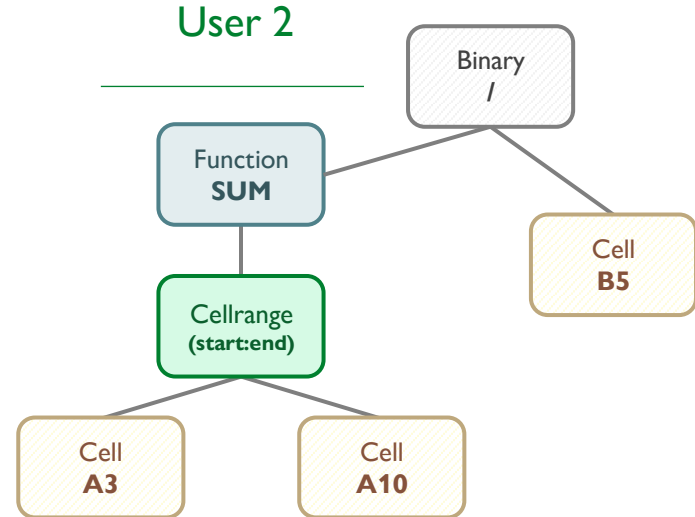 User 2
Binary
/
Function
SUM
Cell
B5
Cellrange
(start:end)
Cell
A3
Cell
A10